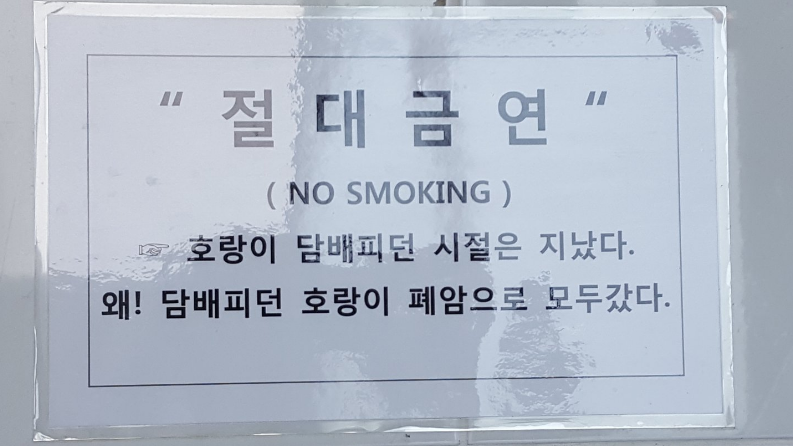 “ 절 대 금 연 “
( NO SMOKING )
☞ 호랑이 담배피던 시절은 지났다.
왜! 담배피던 호랑이 폐암으로 모두갔다.